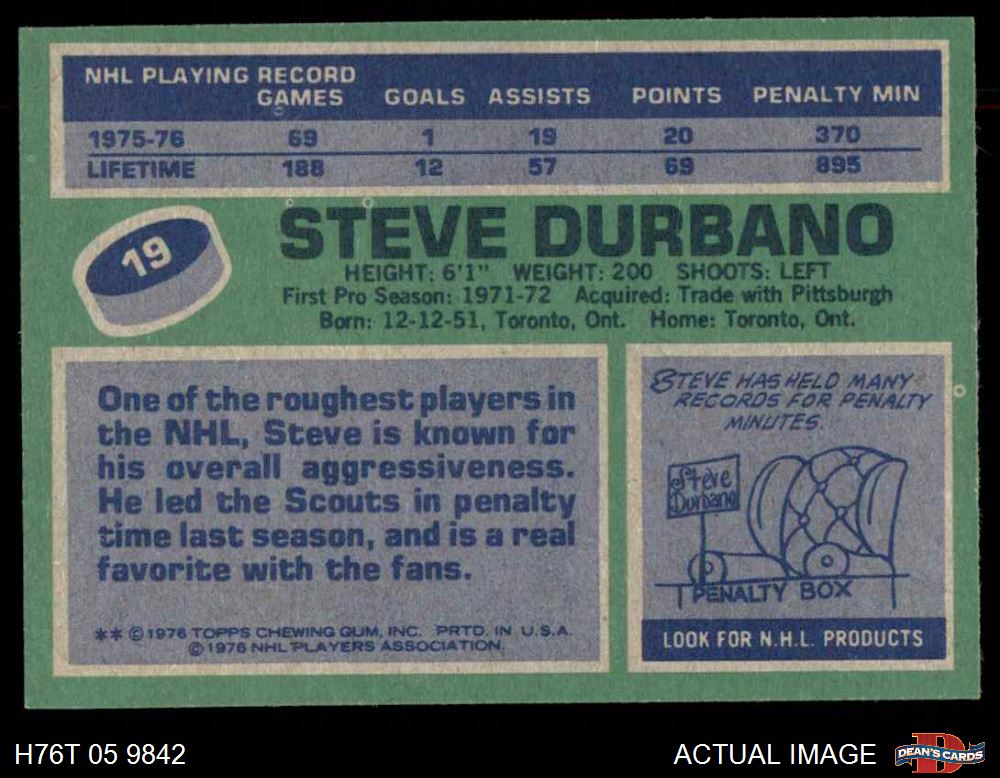 NHL PLAYING RECORD
GAMES GOALS ASSISTS POINTS PENALTY MIN
1975-76 69 1 19 20 370
LIFETIME 188 12 57 69 895
19
STEVE DURBANO
HEIGHT: 6'1" WEIGHT: 200 SHOOTS: LEFT
First Pro Season: 1971-72 Acquired: Trade with Pittsburgh
Born: 12-12-51, Toronto, Ont. Home: Toronto, Ont.
One of the roughest players in
the NHL, Steve is known for
his overall aggressiveness.
He led the Scouts in penalty
time last season, and is a real
favorite with the fans.
** © 1976 TOPPS CHEWING GUM, INC. PRTD. IN U.S.A.
© 1976 NHL PLAYERS ASSOCIATION.
STEVE HAS HELD MANY
RECORDS FOR PENALTY
MINUTES.
Steve
Durbano
PENALTY BOX
LOOK FOR N.H.L. PRODUCTS
H76T 05 9842
ACTUAL IMAGE
D
DEAN'S CARDS